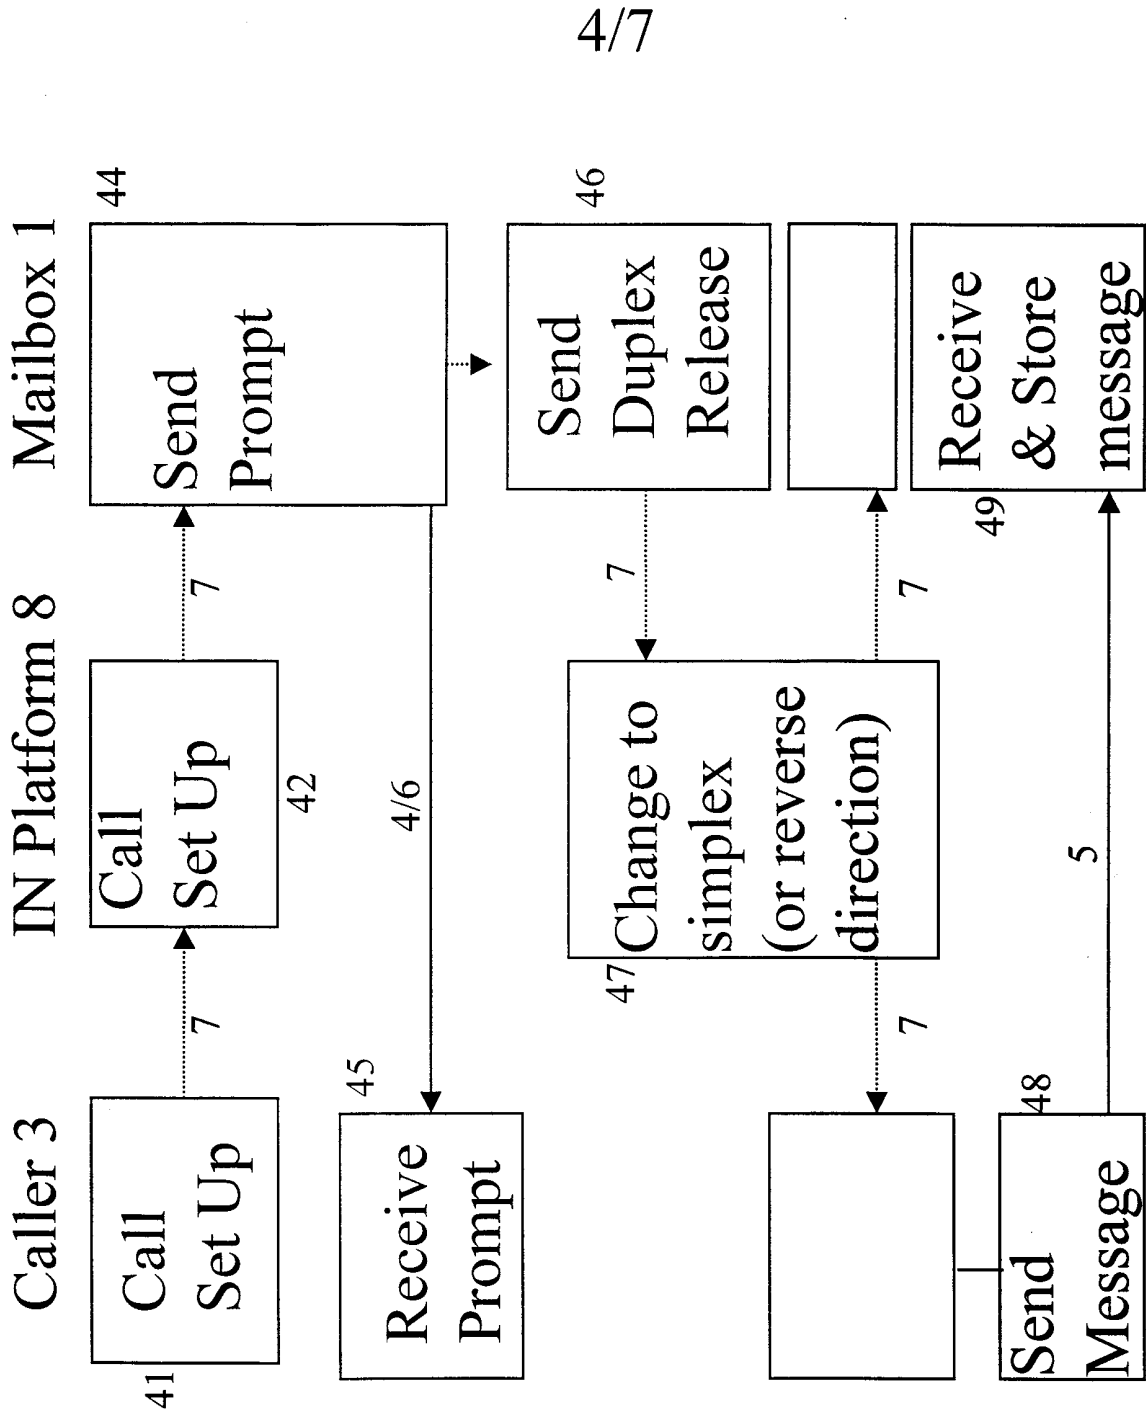 4/7
Caller 3
IN Platform 8
Mailbox 1
41
Call
Set Up
7
Call
Set Up
42
7
44
Send
Prompt
4/6
45
Receive
Prompt
46
Send
Duplex
Release
7
47
Change to
simplex
(or reverse
direction)
7
7
48
Send
Message
5
49
Receive
& Store
message